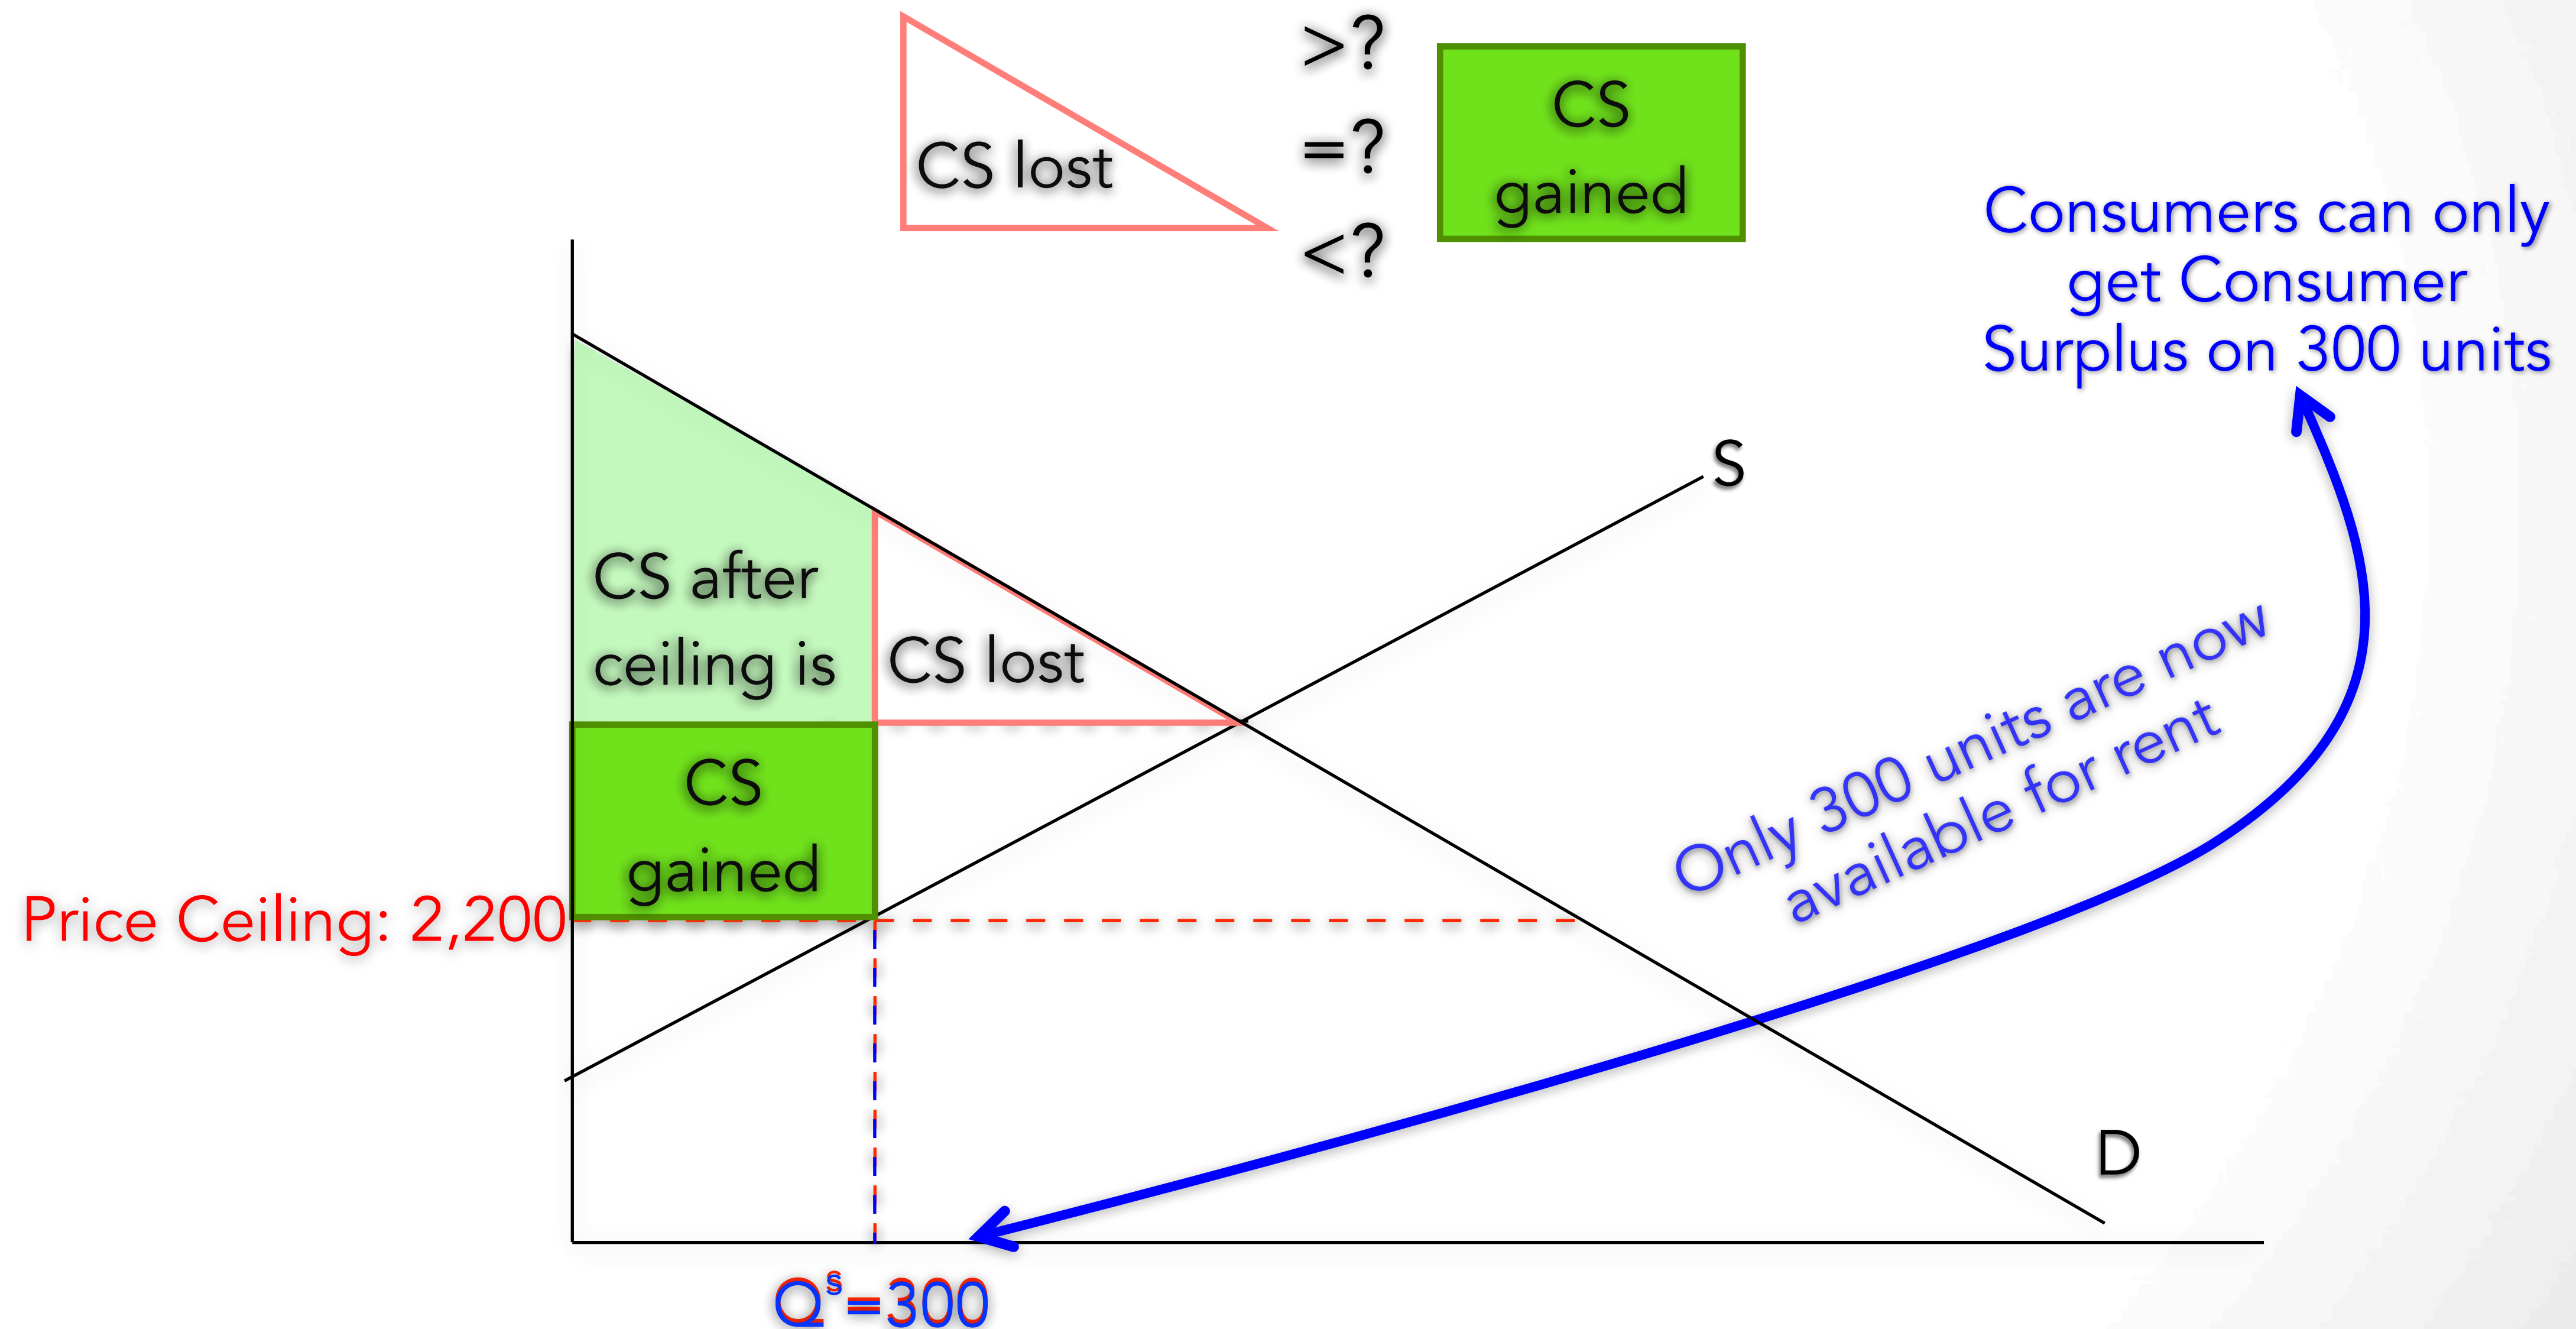 CS lost
>?
=?
<?
CS
gained
Consumers can only
get Consumer
Surplus on 300 units
S
CS after
ceiling is
CS lost
CS
gained
Only 300 units are now
available for rent
Price Ceiling: 2,200
D
Qˢ=300